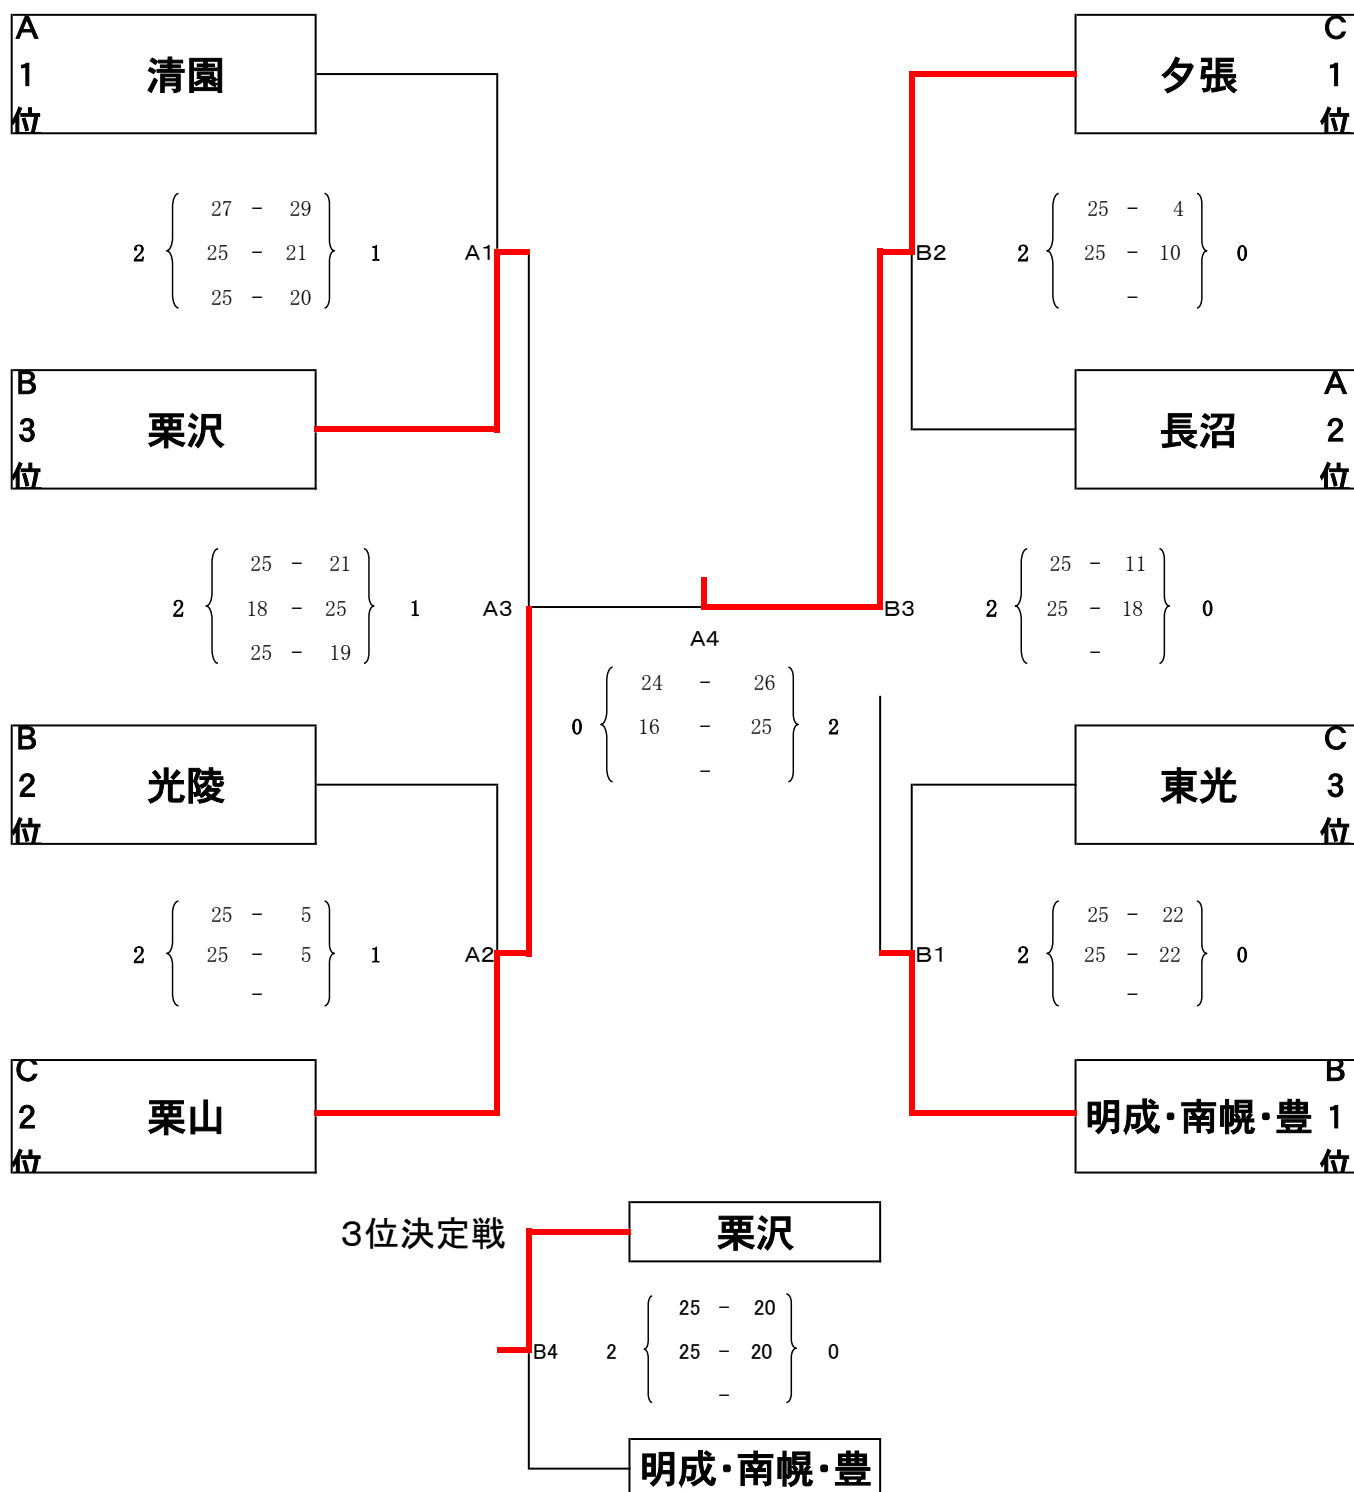 A
1
位
清園
C
1
位
夕張
27 - 29
2 25 - 21 1
25 - 20
A1
B2
25 - 4
2 25 - 10 0
-
B
3
位
栗沢
A
2
位
長沼
25 - 21
2 18 - 25 1
25 - 19
A3
B3
25 - 11
2 25 - 18 0
-
A4
24 - 26
0 16 - 25 2
-
B
2
位
光陵
C
3
位
東光
25 - 5
2 25 - 5 1
-
A2
B1
25 - 22
2 25 - 22 0
-
C
2
位
栗山
B
1
位
明成・南幌・豊
3位決定戦
栗沢
25 - 20
B4 2 25 - 20 0
-
明成・南幌・豊